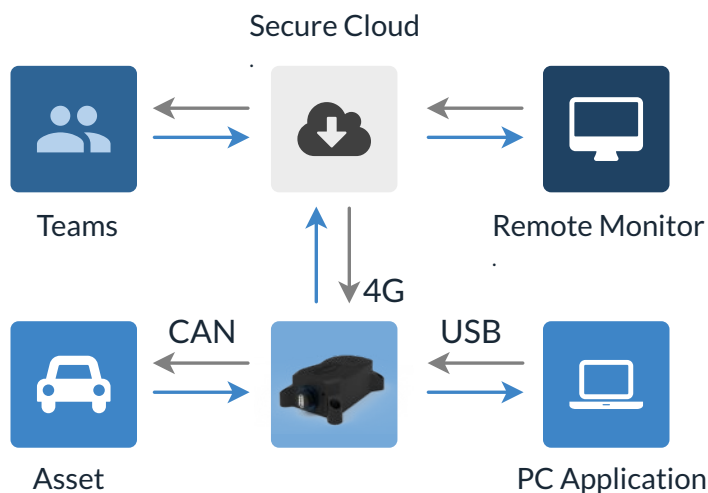 Secure Cloud
.
Teams
Remote Monitor
.
4G
CAN
USB
Asset
PC Application